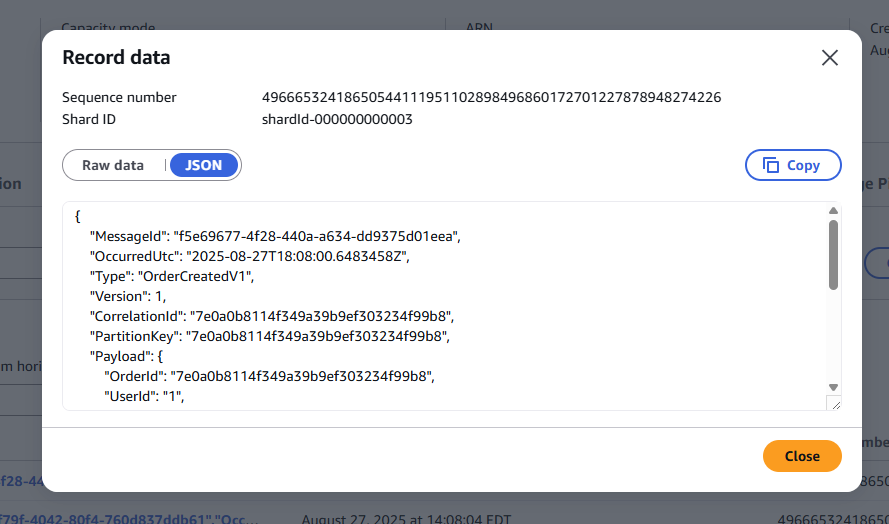 Capacity mode
ARN
Cre
Aug
Record data
Sequence number 49666532418650544111951102898496860172701227878948274226
Shard ID shardId-000000000003
Raw data | JSON
Copy
ion
ge P
{
"MessageId": "f5e69677-4f28-440a-a634-dd9375d01eea",
"OccurredUtc": "2025-08-27T18:08:00.6483458Z",
"Type": "OrderCreatedV1",
"Version": 1,
"CorrelationId": "7e0a0b8114f349a39b9ef303234f99b8",
"PartitionKey": "7e0a0b8114f349a39b9ef303234f99b8",
"Payload": {
"OrderId": "7e0a0b8114f349a39b9ef303234f99b8",
"UserId": "1",
m hori
Close
mbe
f28-44
8650
f79f-4042-80f4-760d837ddb61","Occ...
August 27, 2025 at 14:08:04 EDT
4966653241865